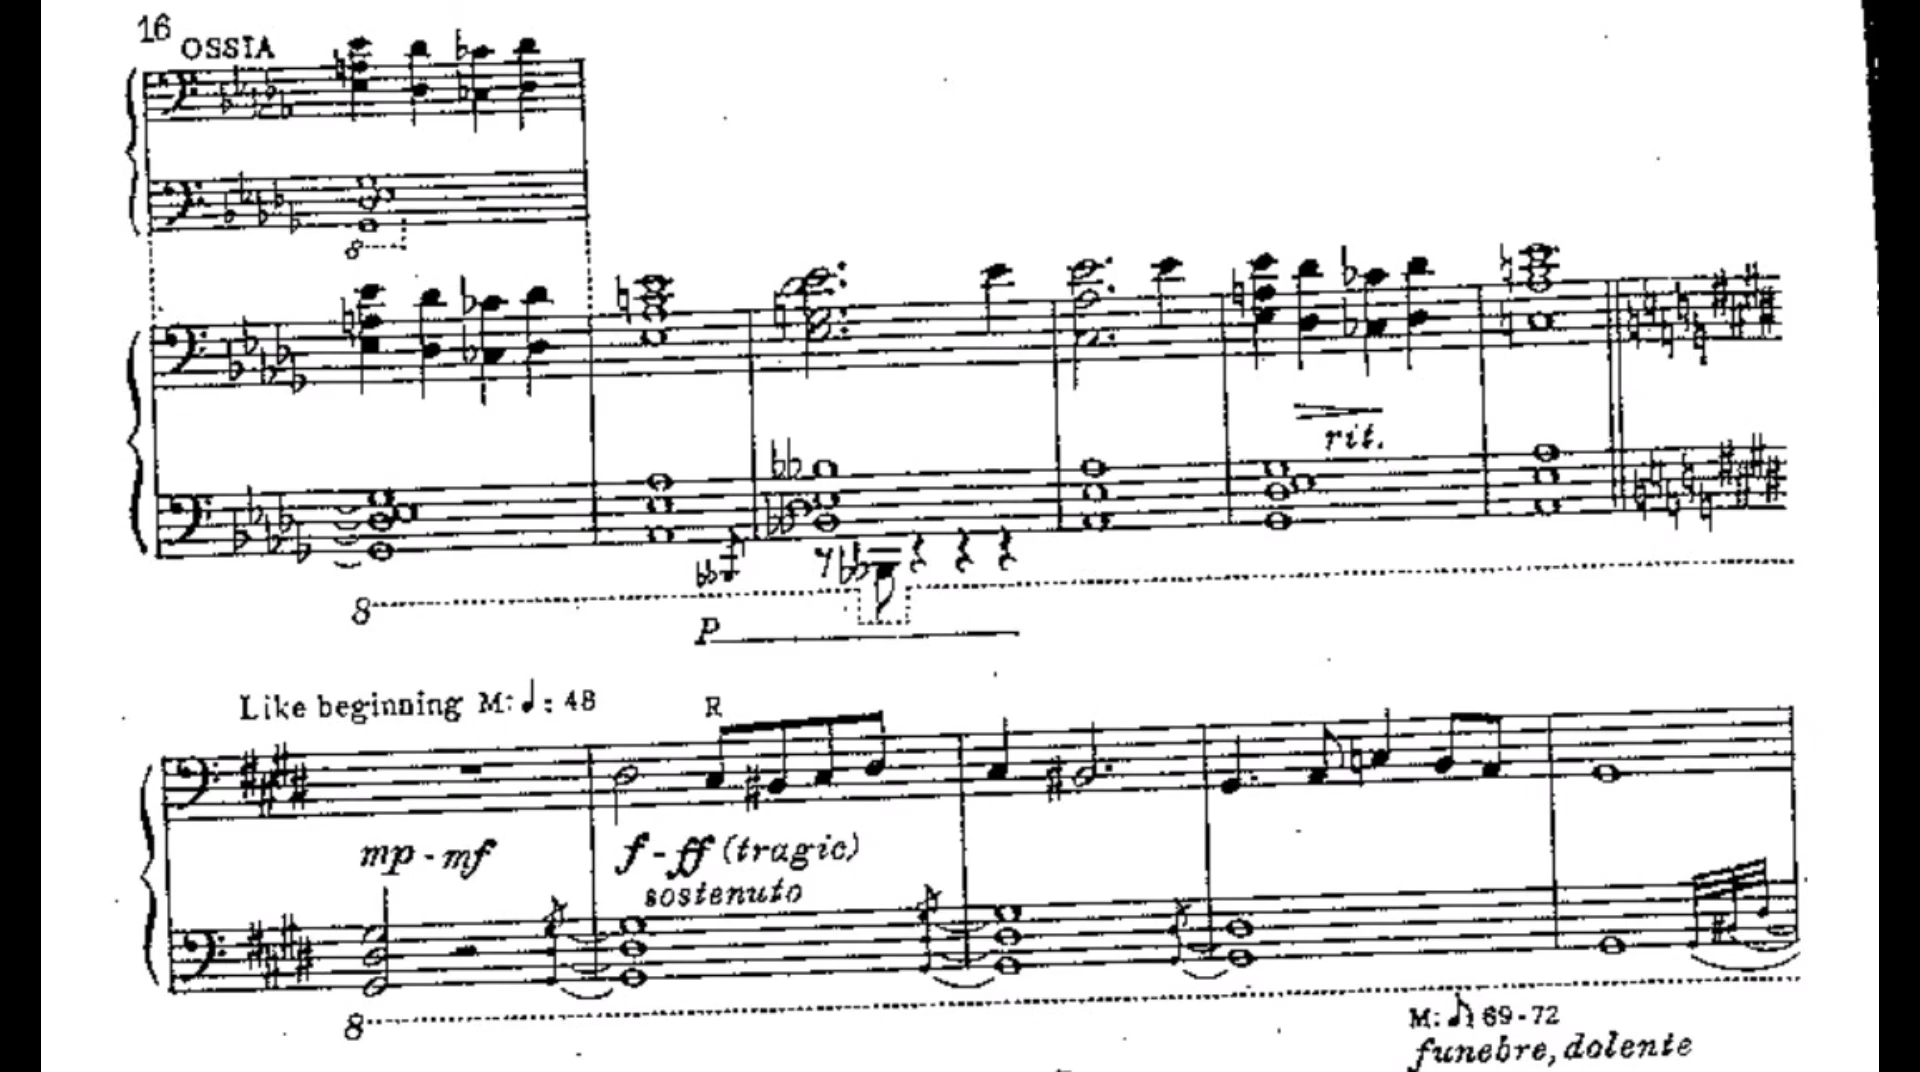 16
OSSIA
8
rit.
8
P
Like beginning M: ♩ : 48
R
mp - mf
f - ff (tragic)
sostenuto
8
M: ♪: 69-72
funebre, dolente